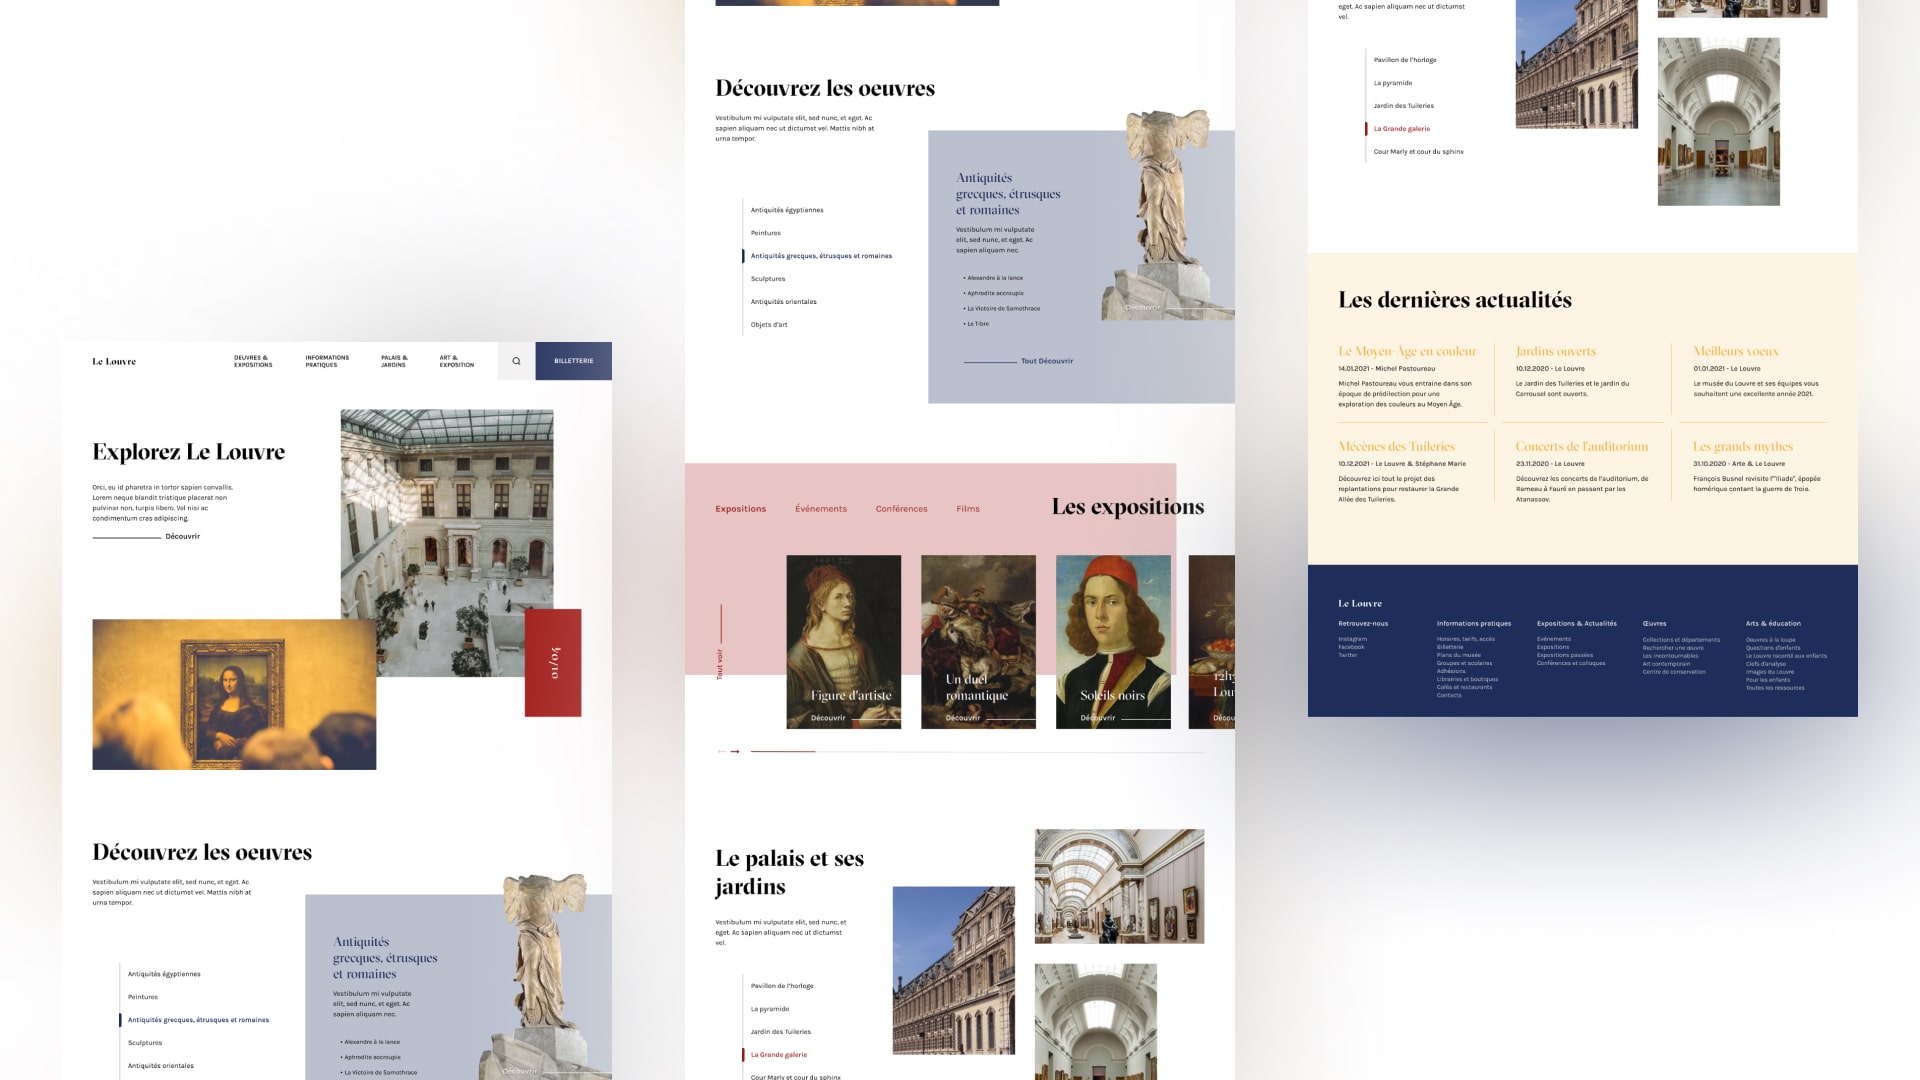 Le Louvre
OEUVRES &
EXPOSITIONS
INFORMATIONS
PRATIQUES
PALAIS &
JARDINS
ART &
EXPOSITION
BILLETTERIE
Explorez Le Louvre
Orci, eu id pharetra in tortor sapien convallis.
Lorem neque blandit tristique placerat non
pulvinar non, turpis libero. Vel nisi ac
condimentum cras adipiscing.
Découvrir
Découvrez les oeuvres
Vestibulum mi vulputate elit, sed nunc, et eget. Ac
sapien aliquam nec ut dictumst vel. Mattis nibh at
urna tempor.
Antiquités égyptiennes
Peintures
Antiquités grecques, étrusques et romaines
Sculptures
Antiquités orientales
Antiquités
grecques, étrusques
et romaines
Vestibulum mi vulputate
elit, sed nunc, et eget. Ac
sapien aliquam nec.
• Alexandre à la lance
• Aphrodite accroupie
• La Victoire de Samothrace
Découvrir
Découvrez les oeuvres
Vestibulum mi vulputate elit, sed nunc, et eget. Ac
sapien aliquam nec ut dictumst vel. Mattis nibh at
urna tempor.
Antiquités égyptiennes
Peintures
Antiquités grecques, étrusques et romaines
Sculptures
Antiquités orientales
Objets d'art
Antiquités
grecques, étrusques
et romaines
Vestibulum mi vulputate
elit, sed nunc, et eget. Ac
sapien aliquam nec.
• Alexandre à la lance
• Aphrodite accroupie
• La Victoire de Samothrace
• Le Tibre
Découvrir
Tout Découvrir
Expositions
Événements
Conférences
Films
Les expositions
Tout voir
Figure d'artiste
Découvrir
Un duel
romantique
Découvrir
Soleils noirs
Découvrir
Le palais et ses
jardins
Vestibulum mi vulputate elit, sed nunc, et
eget. Ac sapien aliquam nec ut dictumst
vel.
Pavillon de l'horloge
La pyramide
Jardin des Tuileries
La Grande galerie
Cour Marly et cour du sphinx
eget. Ac sapien aliquam nec ut dictumst
vel.
Pavillon de l'horloge
La pyramide
Jardin des Tuileries
La Grande galerie
Cour Marly et cour du sphinx
Les dernières actualités
Le Moyen-Âge en couleur
14.01.2021 - Michel Pastoureau
Michel Pastoureau vous entraine dans son
époque de prédilection pour une
exploration des couleurs au Moyen Âge.
Jardins ouverts
10.12.2020 - Le Louvre
Le Jardin des Tuileries et le jardin du
Carrousel sont ouverts.
Meilleurs voeux
01.01.2021 - Le Louvre
Le musée du Louvre et ses équipes vous
souhaitent une excellente année 2021.
Mécènes des Tuileries
10.12.2021 - Le Louvre & Stéphane Marie
Découvrez ici tout le projet des
replantations pour restaurer la Grande
Allée des Tuileries.
Concerts de l'auditorium
23.11.2020 - Le Louvre
Découvrez les concerts de l'auditorium, de
Rameau à Fauré en passant par les
Atanassov.
Les grands mythes
31.10.2020 - Arte & Le Louvre
François Busnel revisite l'"Iliade", épopée
homérique contant la guerre de Troie.
Le Louvre
Retrouvez-nous
Instagram
Facebook
Twitter
Informations pratiques
Horaires, tarifs, accès
Billetterie
Plans du musée
Groupes et scolaires
Adhésions
Librairies et boutiques
Cafés et restaurants
Contacts
Expositions & Actualités
Evénements
Expositions
Expositions passées
Conférences et colloques
Œuvres
Collections et départements
Rechercher une œuvre
Les incontournables
Art contemporain
Centre de conservation
Arts & éducation
Oeuvres à la loupe
Questions d'enfants
Le Louvre raconté aux enfants
Clefs d'analyse
Images du Louvre
Pour les enfants
Toutes les ressources